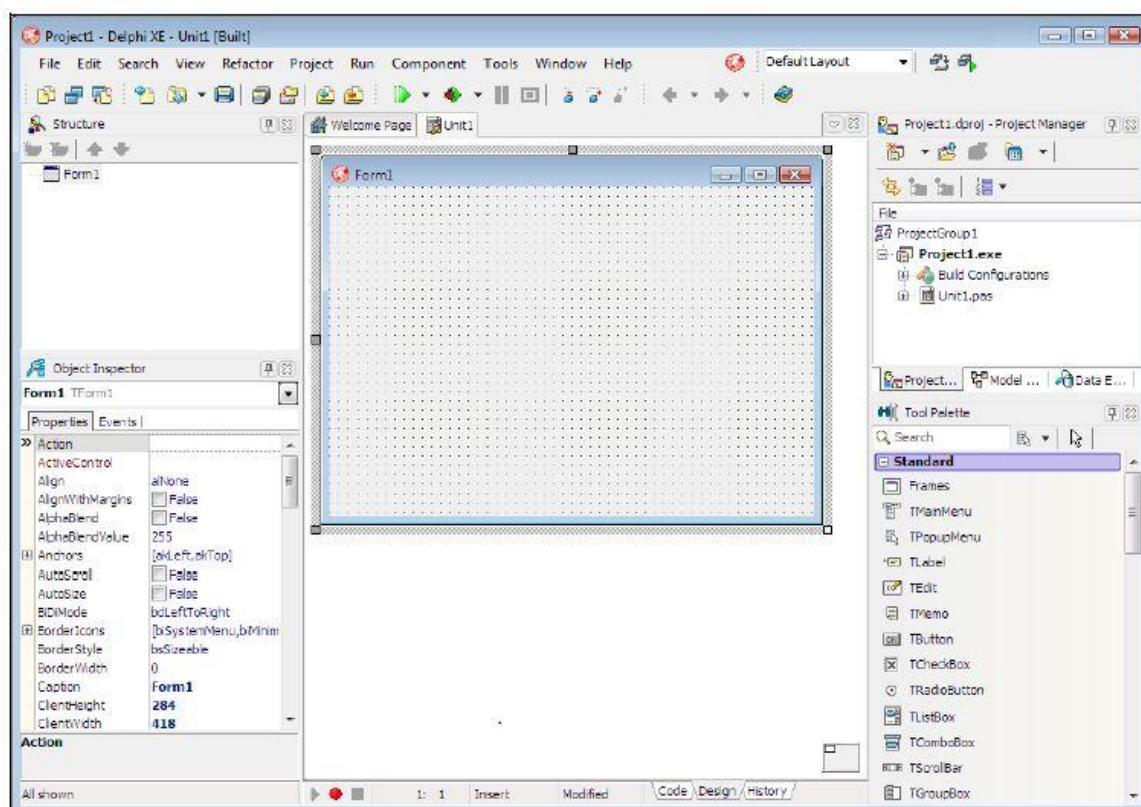 Project1 - Delphi XE - Unit1 [Built]
File Edit Search View Refactor Project Run Component Tools Window Help
Default Layout
Structure
Form1
Object Inspector
Form1 TForm1
Properties Events
Action
ActiveControl
Align alNone
AlignWithMargins False
AlphaBlend False
AlphaBlendValue 255
Anchors [akLeft,akTop]
AutoScroll False
AutoSize False
BiDiMode bdLeftToRight
BorderIcons [biSystemMenu,biMinim
BorderStyle bsSizeable
BorderWidth 0
Caption Form1
ClientHeight 284
ClientWidth 418
Action
All shown
Welcome Page Unit1
Form1
1: 1 Insert Modified Code Design History
Project1.dproj - Project Manager
File
ProjectGroup1
Project1.exe
Build Configurations
Unit1.pas
Project... Model ... Data E...
Tool Palette
Search
Standard
Frames
TMainMenu
TPopupMenu
TLabel
TEdit
TMemo
TButton
TCheckBox
TRadioButton
TListBox
TComboBox
TScrollBar
TGroupBox